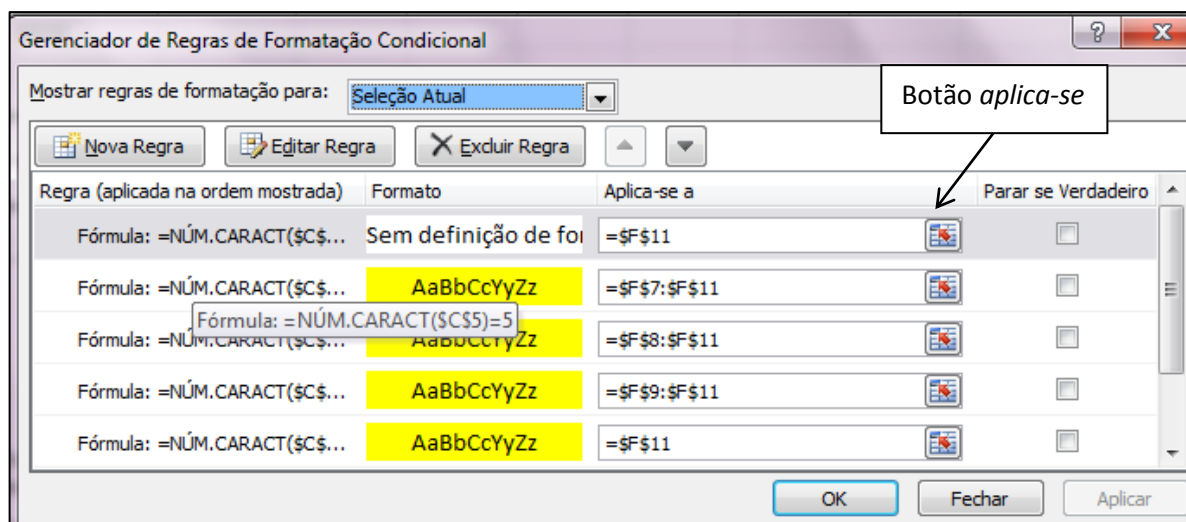 Gerenciador de Regras de Formatação Condicional
Mostrar regras de formatação para: Seleção Atual
Botão aplica-se
Nova Regra Editar Regra Excluir Regra
Regra (aplicada na ordem mostrada) Formato Aplica-se a Parar se Verdadeiro
Fórmula: =NÚM.CARACT($C$... Sem definição de for =$F$11
Fórmula: =NÚM.CARACT($C$... AaBbCcYyZz =$F$7:$F$11
Fórmula: =NÚM.CARACT($C$5)=5
Fórmula: =NÚM.CARACT($C$... AaBbCcYyZz =$F$8:$F$11
Fórmula: =NÚM.CARACT($C$... AaBbCcYyZz =$F$9:$F$11
Fórmula: =NÚM.CARACT($C$... AaBbCcYyZz =$F$11
OK Fechar Aplicar